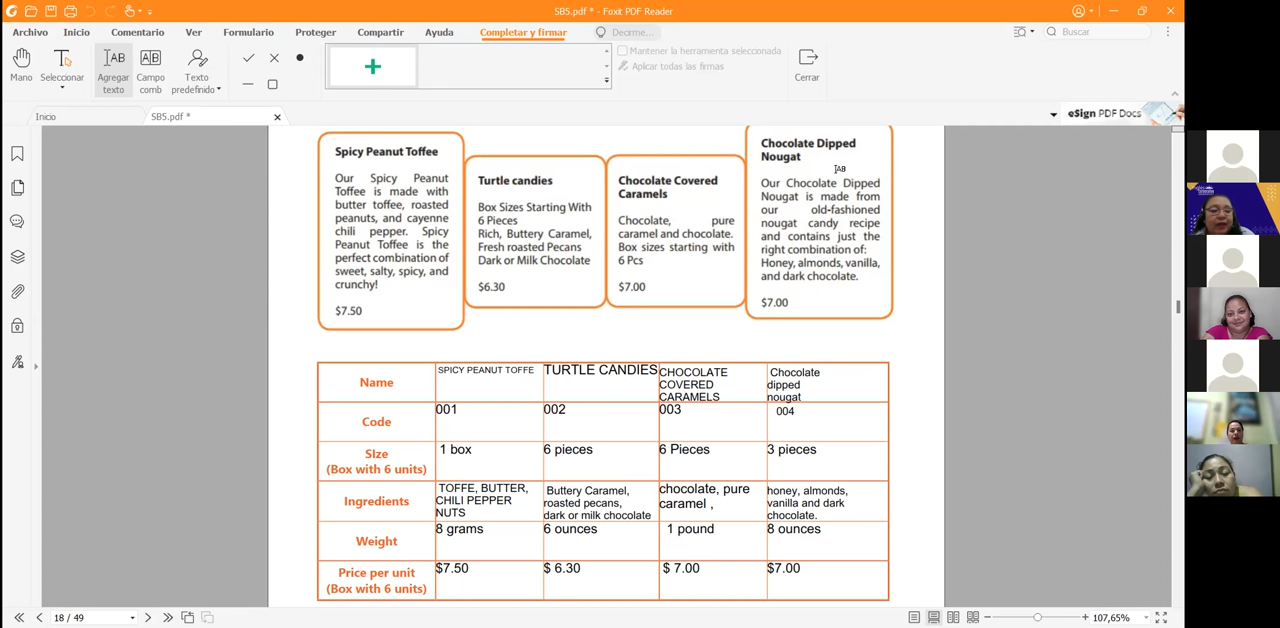 SB5.pdf * - Foxit PDF Reader
Archivo Inicio Comentario Ver Formulario Proteger Compartir Ayuda Completar y firmar Decirme... Buscar
Mano Seleccionar Agregar texto Campo comb Texto predefinido
Mantener la herramienta seleccionada
Aplicar todas las firmas
Cerrar
Inicio SB5.pdf *
eSign PDF Docs
Spicy Peanut Toffee
Our Spicy Peanut
Toffee is made with
butter toffee, roasted
peanuts, and cayenne
chili pepper. Spicy
Peanut Toffee is the
perfect combination of
sweet, salty, spicy, and
crunchy!
$7.50
Turtle candies
Box Sizes Starting With
6 Pieces
Rich, Buttery Caramel,
Fresh roasted Pecans
Dark or Milk Chocolate
$6.30
Chocolate Covered
Caramels
Chocolate, pure
caramel and chocolate.
Box sizes starting with
6 Pcs
$7.00
Chocolate Dipped
Nougat
Our Chocolate Dipped
Nougat is made from
our old-fashioned
nougat candy recipe
and contains just the
right combination of:
Honey, almonds, vanilla,
and dark chocolate.
$7.00
Name
SPICY PEANUT TOFFE
TURTLE CANDIES
CHOCOLATE
COVERED
CARAMELS
Chocolate
dipped
nougat
Code
001
002
003
004
SIze
(Box with 6 units)
1 box
6 pieces
6 Pieces
3 pieces
Ingredients
TOFFE, BUTTER,
CHILI PEPPER
NUTS
Buttery Caramel,
roasted pecans,
dark or milk chocolate
chocolate, pure
caramel ,
honey, almonds,
vanilla and dark
chocolate.
Weight
8 grams
6 ounces
1 pound
8 ounces
Price per unit
(Box with 6 units)
$7.50
$ 6.30
$ 7.00
$7.00
18 / 49
107,65%